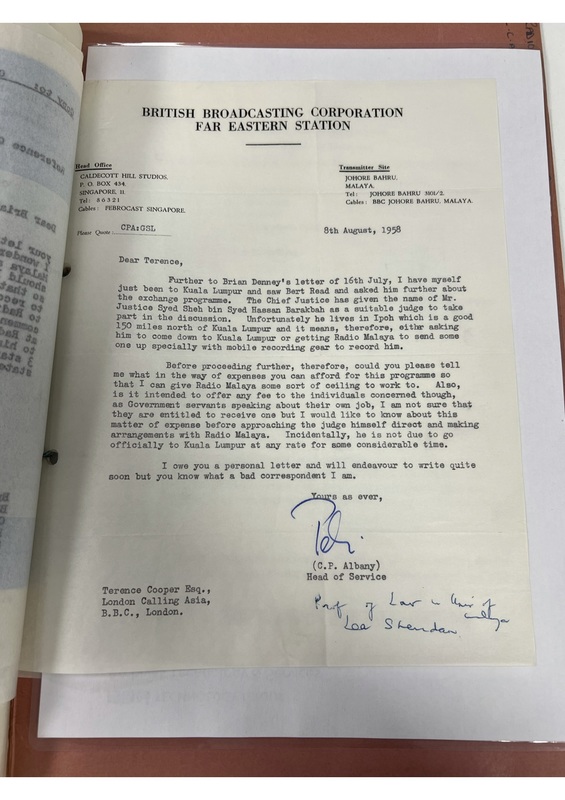 BRITISH BROADCASTING CORPORATION
FAR EASTERN STATION
Head Office
CALDECOTT HILL STUDIOS,
P. O. BOX 434,
SINGAPORE, 11
Tel: 86321
Cables: FEBROCAST SINGAPORE.
Transmitter Site
JOHORE BAHRU,
MALAYA.
Tel: JOHORE BAHRU 3101/2.
Cables: BBC JOHORE BAHRU, MALAYA.
Please Quote: CPA:GSL
8th August, 1958
Dear Terence,
Further to Brian Denney's letter of 16th July, I have myself
just been to Kuala Lumpur and saw Bert Read and asked him further about
the exchange programme. The Chief Justice has given the name of Mr.
Justice Syed Sheh bin Syed Hassan Barakbah as a suitable judge to take
part in the discussion. Unfortunately he lives in Ipoh which is a good
150 miles north of Kuala Lumpur and it means, therefore, either asking
him to come down to Kuala Lumpur or getting Radio Malaya to send some
one up specially with mobile recording gear to record him.
Before proceeding further, therefore, could you please tell
me what in the way of expenses you can afford for this programme so
that I can give Radio Malaya some sort of ceiling to work to. Also,
is it intended to offer any fee to the individuals concerned though,
as Government servants speaking about their own job, I am not sure that
they are entitled to receive one but I would like to know about this
matter of expense before approaching the judge himself direct and making
arrangements with Radio Malaya. Incidentally, he is not due to go
officially to Kuala Lumpur at any rate for some considerable time.
I owe you a personal letter and will endeavour to write quite
soon but you know what a bad correspondent I am.
Yours as ever,
(C.P. Albany)
Head of Service
Terence Cooper Esq.,
London Calling Asia,
B.B.C., London.
Prof of Law in Univ of
Malaya
Lee Sheridan